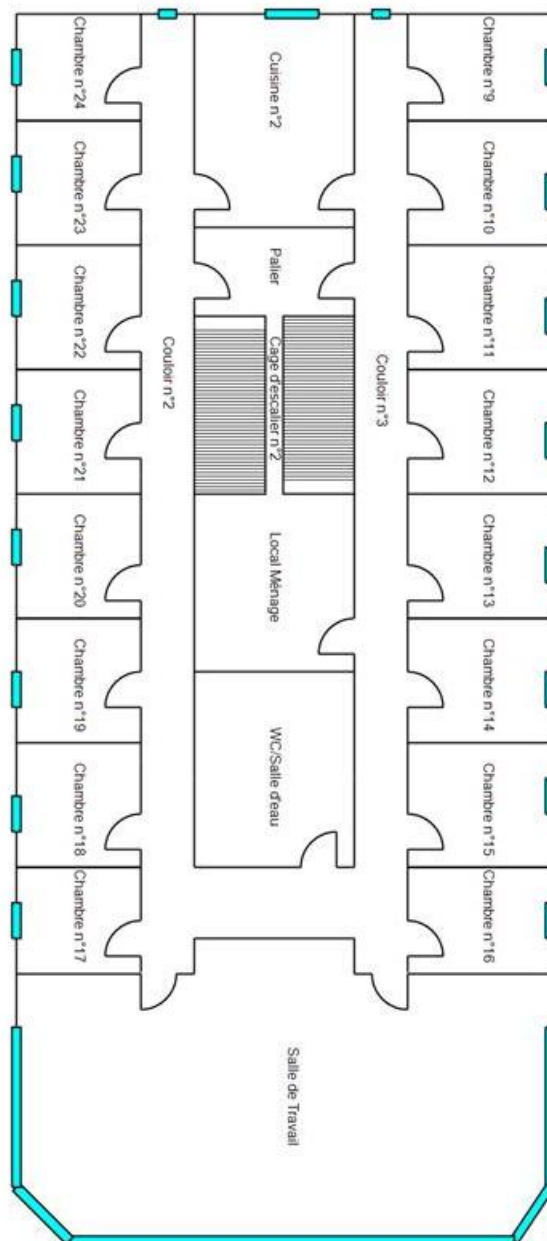 Chambre n°24
Cuisine n°2
Chambre n°9
Chambre n°23
Chambre n°10
Palier
Chambre n°22
Chambre n°11
Couloir n°2
Cage d'escalier n°2
Couloir n°3
Chambre n°21
Chambre n°12
Chambre n°20
Local Ménage
Chambre n°13
Chambre n°19
Chambre n°14
WC/Salle d'eau
Chambre n°18
Chambre n°15
Chambre n°17
Chambre n°16
Salle de Travail